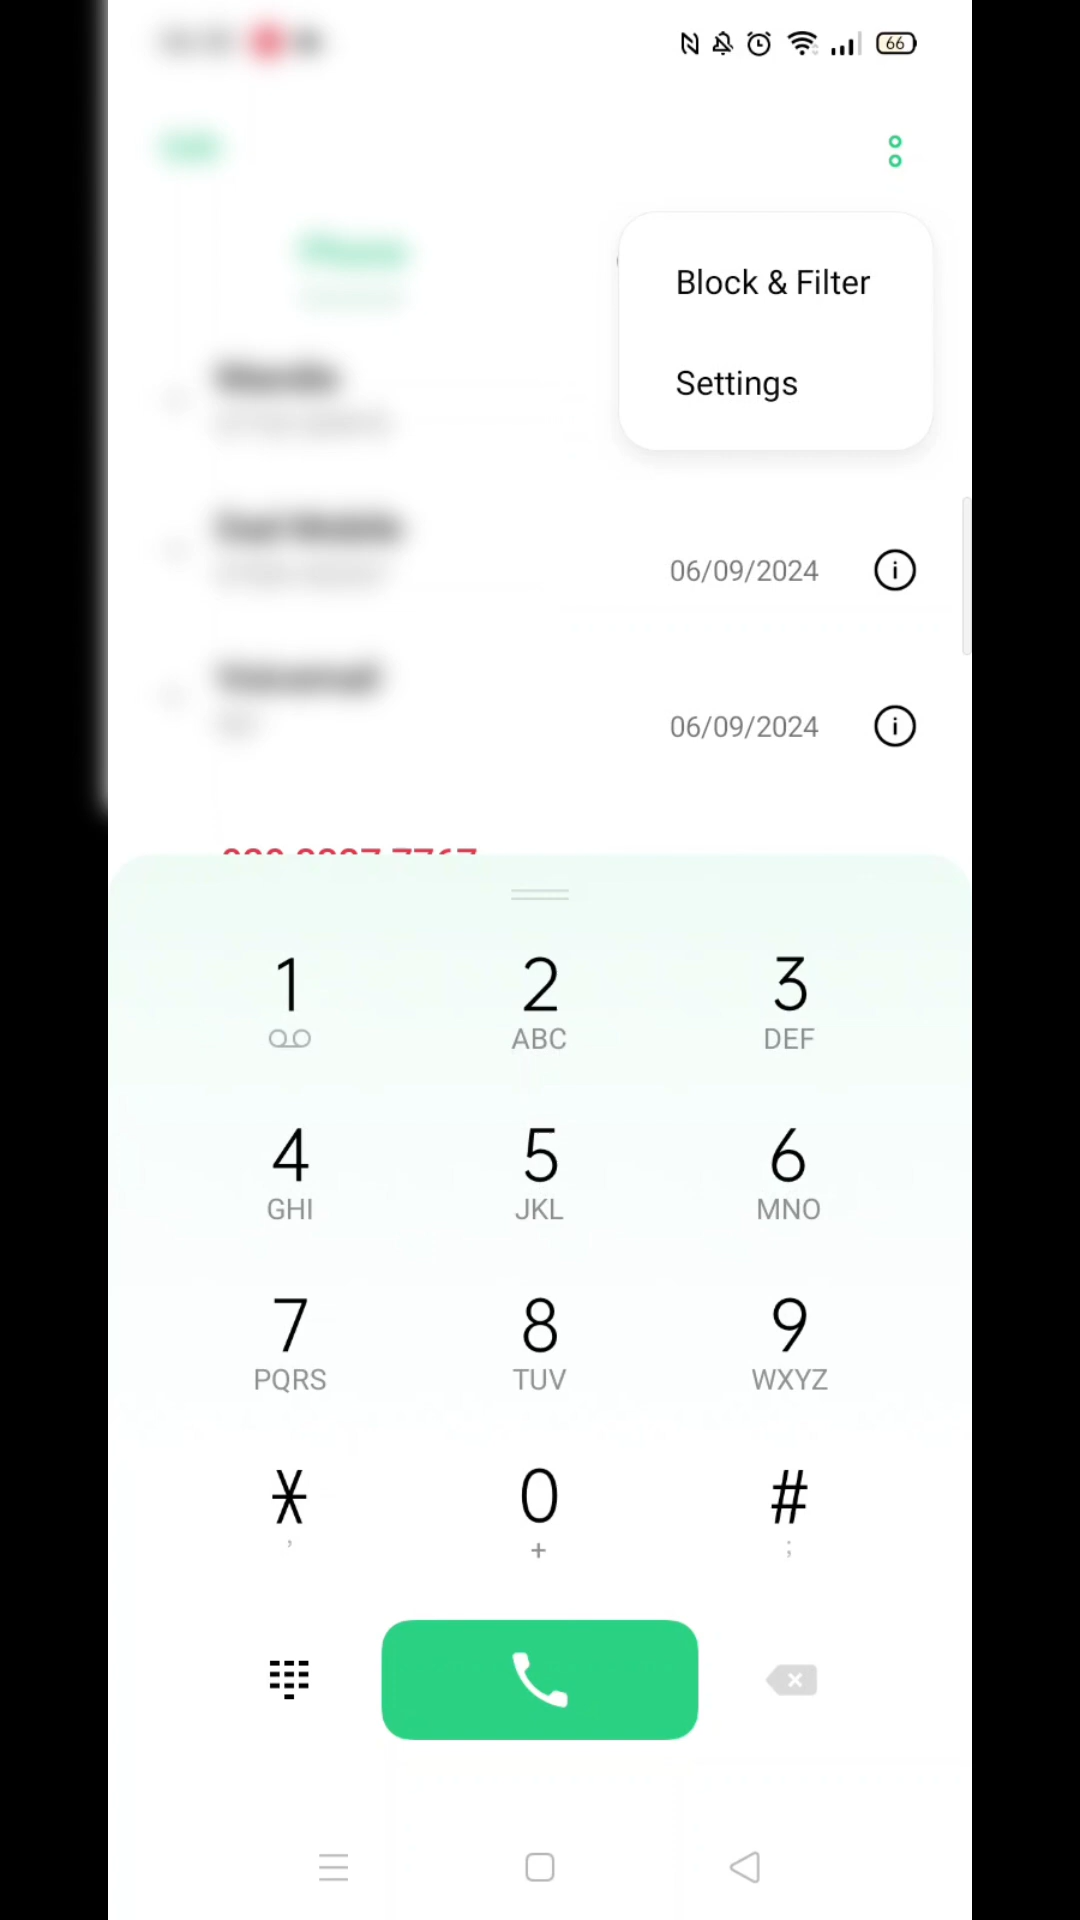 66
Block & Filter
Settings
06/09/2024
06/09/2024
1
2
ABC
3
DEF
4
GHI
5
JKL
6
MNO
7
PQRS
8
TUV
9
WXYZ
*
,
0
+
#
;